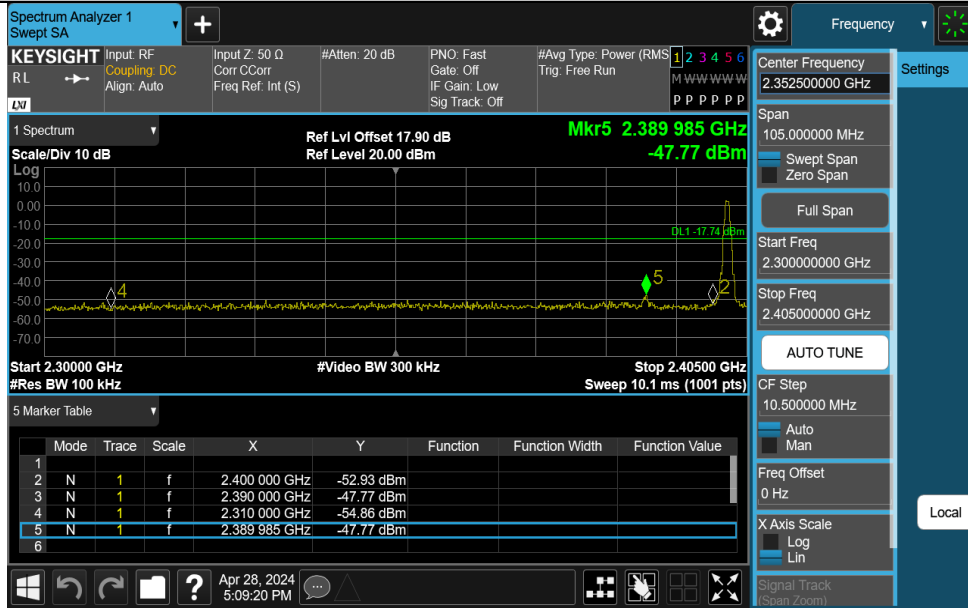 Spectrum Analyzer 1
Swept SA
+
Frequency
KEYSIGHT
Input: RF
Input Z: 50 Ω
#Atten: 20 dB
PNO: Fast
#Avg Type: Power (RMS
1 2 3 4 5 6
RL
Coupling: DC
Corr CCorr
Gate: Off
Trig: Free Run
Align: Auto
Freq Ref: Int (S)
IF Gain: Low
M W W W W W
LXI
Sig Track: Off
P P P P P P
1 Spectrum
Ref Lvl Offset 17.90 dB
Mkr5 2.389 985 GHz
Scale/Div 10 dB
Ref Level 20.00 dBm
-47.77 dBm
Log
10.0
0.00
-10.0
DL1 -17.74 dBm
-20.0
-30.0
-40.0
5
4
2
-50.0
-60.0
-70.0
Start 2.30000 GHz
#Video BW 300 kHz
Stop 2.40500 GHz
#Res BW 100 kHz
Sweep 10.1 ms (1001 pts)
5 Marker Table
Mode Trace Scale X Y Function Function Width Function Value
1
2 N 1 f 2.400 000 GHz -52.93 dBm
3 N 1 f 2.390 000 GHz -47.77 dBm
4 N 1 f 2.310 000 GHz -54.86 dBm
5 N 1 f 2.389 985 GHz -47.77 dBm
6
?
Apr 28, 2024
5:09:20 PM
Center Frequency
2.352500000 GHz
Settings
Span
105.000000 MHz
Swept Span
Zero Span
Full Span
Start Freq
2.300000000 GHz
Stop Freq
2.405000000 GHz
AUTO TUNE
CF Step
10.500000 MHz
Auto
Man
Freq Offset
0 Hz
Local
X Axis Scale
Log
Lin
Signal Track
(Span Zoom)